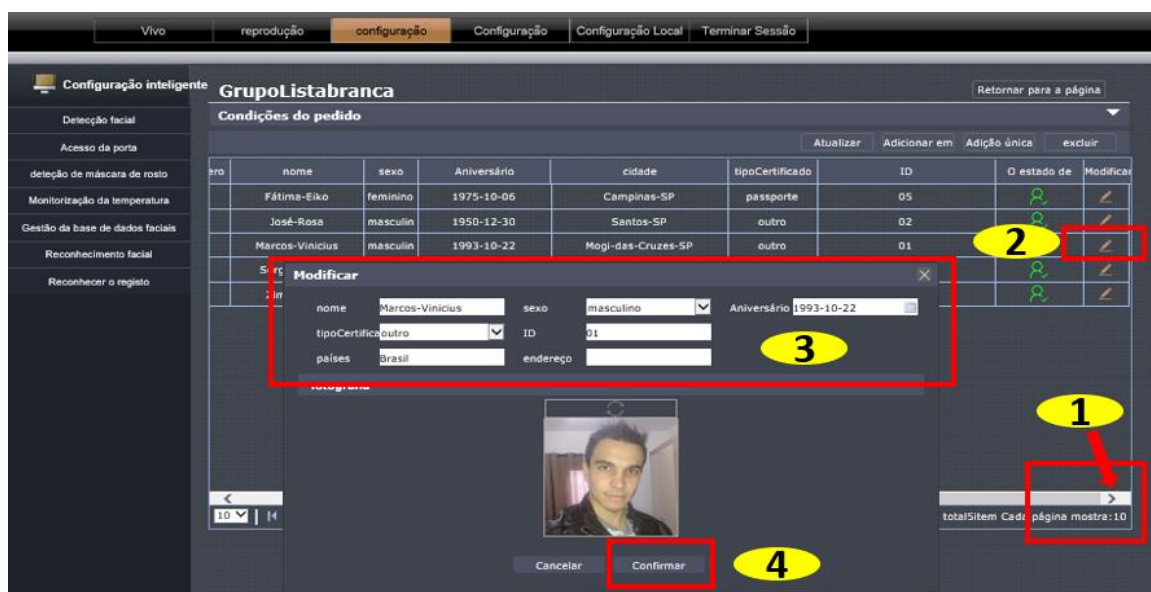 Vivo reprodução configuração Configuração Configuração Local Terminar Sessão
Configuração inteligente
Detecção facial
Acesso da porta
deteção de máscara de rosto
Monitorização da temperatura
Gestão da base de dados faciais
Reconhecimento facial
Reconhecer o registo
GrupoListabranca Retornar para a página
Condições do pedido
Atualizar Adicionar em Adição única excluir
ero nome sexo Aniversário cidade tipoCertificado ID O estado de Modificar
Fátima-Eiko feminino 1975-10-06 Campinas-SP passporte 05
José-Rosa masculin 1950-12-30 Santos-SP outro 02
Marcos-Vinicius masculin 1993-10-22 Mogi-das-Cruzes-SP outro 01
2
Modificar
nome Marcos-Vinicius sexo masculino Aniversário 1993-10-22
tipoCertifica outro ID 01
países Brasil endereço
3
fotografia
1
10 totalSitem Cada página mostra:10
Cancelar Confirmar
4